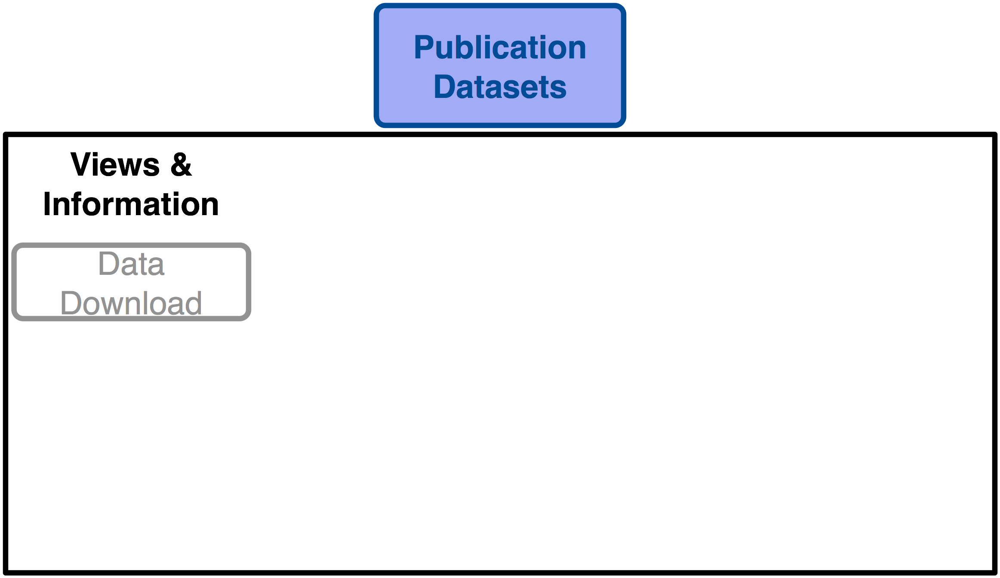 Publication
Datasets
Views &
Information
Data
Download